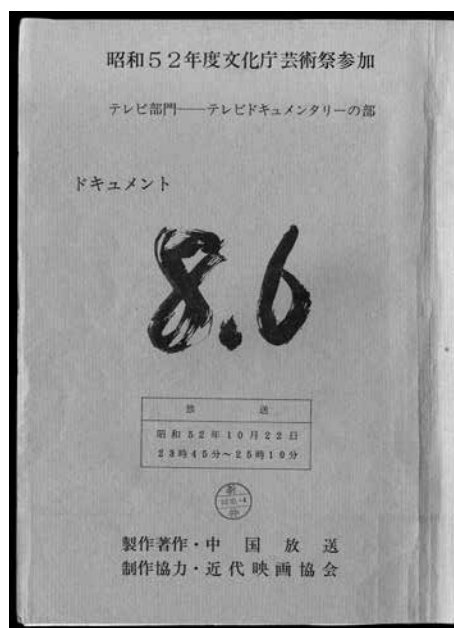 昭和52年度文化庁芸術祭参加
テレビ部門──テレビドキュメンタリーの部
ドキュメント
8.6
放送
昭和52年10月22日
23時45分~25時10分
製作著作・中国放送
制作協力・近代映画協会